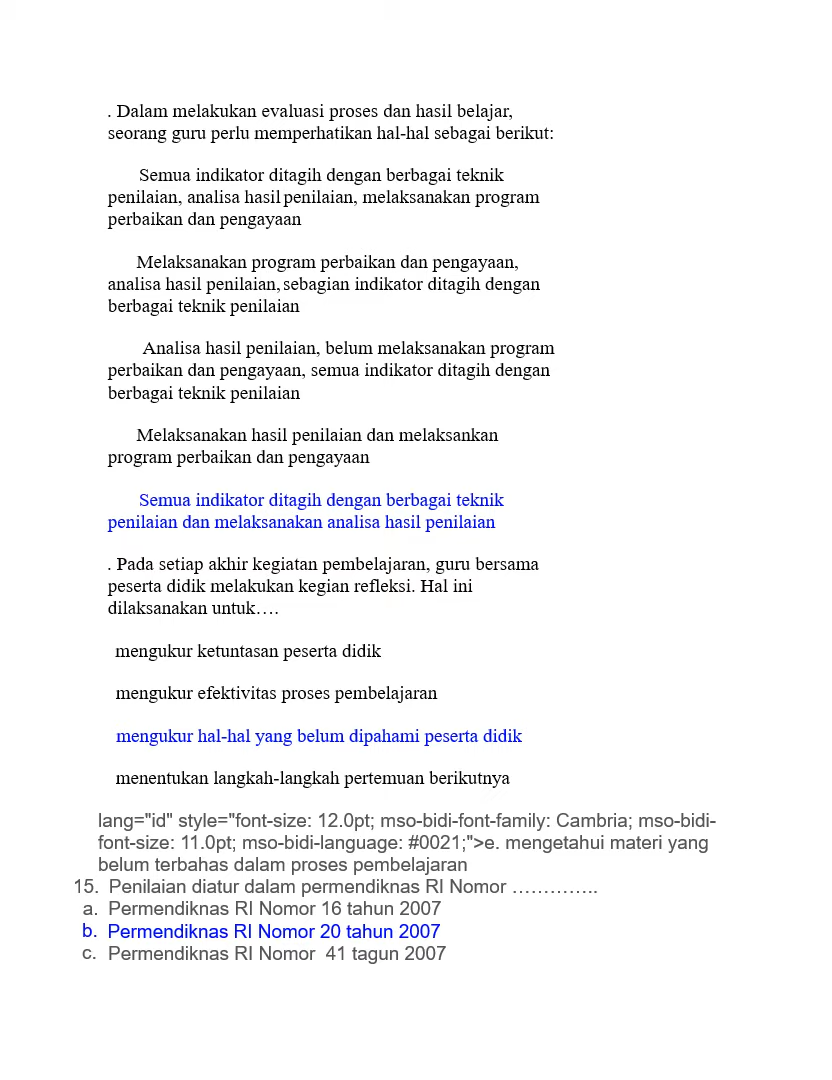 . Dalam melakukan evaluasi proses dan hasil belajar,
seorang guru perlu memperhatikan hal-hal sebagai berikut:
Semua indikator ditagih dengan berbagai teknik
penilaian, analisa hasil penilaian, melaksanakan program
perbaikan dan pengayaan
Melaksanakan program perbaikan dan pengayaan,
analisa hasil penilaian, sebagian indikator ditagih dengan
berbagai teknik penilaian
Analisa hasil penilaian, belum melaksanakan program
perbaikan dan pengayaan, semua indikator ditagih dengan
berbagai teknik penilaian
Melaksanakan hasil penilaian dan melaksankan
program perbaikan dan pengayaan
Semua indikator ditagih dengan berbagai teknik
penilaian dan melaksanakan analisa hasil penilaian
. Pada setiap akhir kegiatan pembelajaran, guru bersama
peserta didik melakukan kegian refleksi. Hal ini
dilaksanakan untuk….
mengukur ketuntasan peserta didik
mengukur efektivitas proses pembelajaran
mengukur hal-hal yang belum dipahami peserta didik
menentukan langkah-langkah pertemuan berikutnya
lang="id" style="font-size: 12.0pt; mso-bidi-font-family: Cambria; mso-bidi-
font-size: 11.0pt; mso-bidi-language: #0021;">e. mengetahui materi yang
belum terbahas dalam proses pembelajaran
15. Penilaian diatur dalam permendiknas RI Nomor …………..
a. Permendiknas RI Nomor 16 tahun 2007
b. Permendiknas RI Nomor 20 tahun 2007
c. Permendiknas RI Nomor  41 tagun 2007